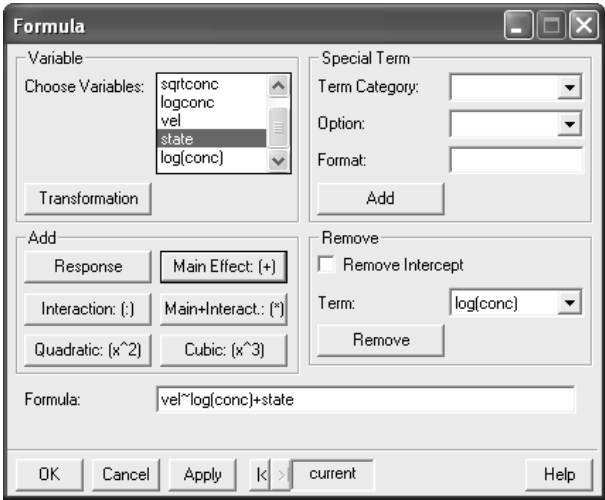 Formula
Variable
Choose Variables:
sqrtconc
logconc
vel
state
log(conc)
Transformation
Special Term
Term Category:
Option:
Format:
Add
Add
Response
Main Effect: (+)
Interaction: (:)
Main+Interact.: (*)
Quadratic: (x^2)
Cubic: (x^3)
Remove
Remove Intercept
Term:
log(conc)
Remove
Formula:
vel~log(conc)+state
OK
Cancel
Apply
current
Help